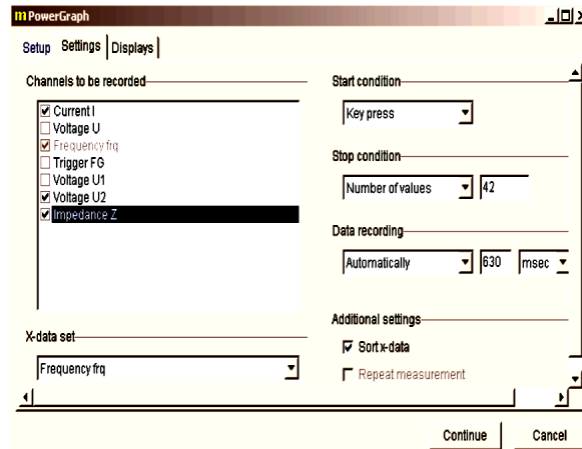 m PowerGraph
Setup Settings Displays
Channels to be recorded
Current I
Voltage U
Frequency frq
Trigger FG
Voltage U1
Voltage U2
Impedance Z
X-data set
Frequency frq
Start condition
Key press
Stop condition
Number of values 42
Data recording
Automatically 630 msec
Additional settings
Sort x-data
Repeat measurement
Continue Cancel